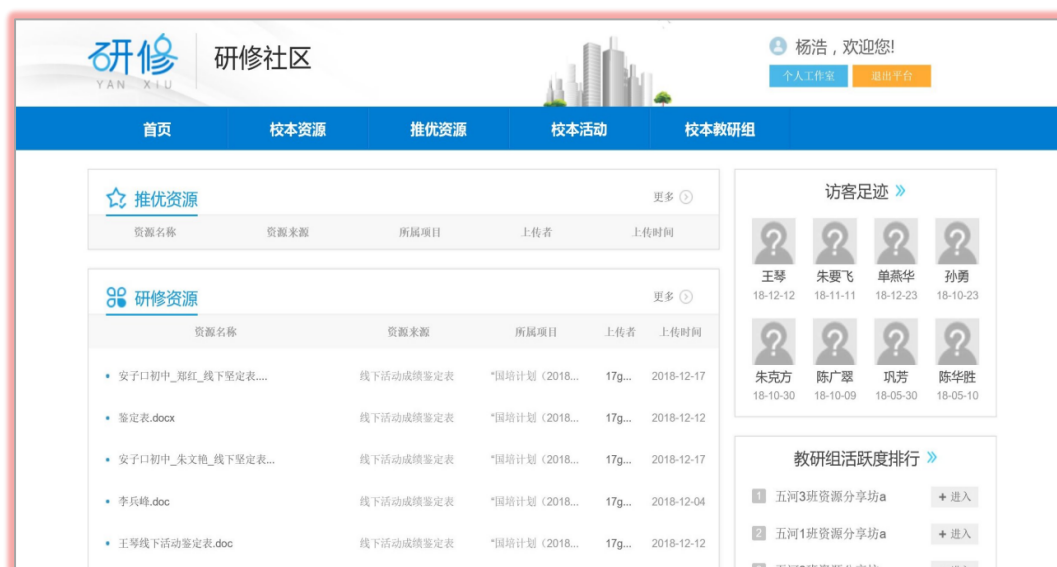 研修
YAN XIU
研修社区
杨浩，欢迎您!
个人工作室 退出平台
首页 校本资源 推优资源 校本活动 校本教研组
推优资源 更多
资源名称 资源来源 所属项目 上传者 上传时间
研修资源 更多
资源名称 资源来源 所属项目 上传者 上传时间
安子口初中_郑红_线下坚定表.... 线下活动成绩鉴定表 “国培计划（2018... 17g... 2018-12-17
鉴定表.docx 线下活动成绩鉴定表 “国培计划（2018... 17g... 2018-12-12
安子口初中_朱文艳_线下坚定表... 线下活动成绩鉴定表 “国培计划（2018... 17g... 2018-12-17
李兵峰.doc 线下活动成绩鉴定表 “国培计划（2018... 17g... 2018-12-04
王琴线下活动鉴定表.doc 线下活动成绩鉴定表 “国培计划（2018... 17g... 2018-12-12
访客足迹
王琴 朱要飞 单燕华 孙勇
18-12-12 18-11-11 18-12-23 18-10-23
朱克方 陈广翠 巩芳 陈华胜
18-10-30 18-10-09 18-05-30 18-05-10
教研组活跃度排行
1 五河3班资源分享坊a + 进入
2 五河1班资源分享坊a + 进入